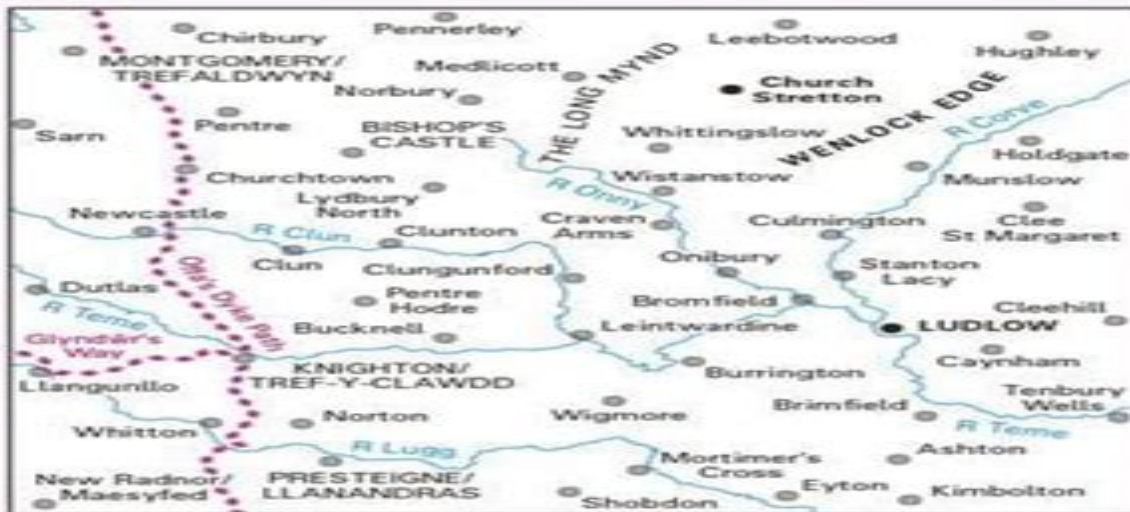 Chirbury
Pennerley
Leebotwood
Hughley
MONTGOMERY/
TREFALDWYN
Medlicott
THE LONG MYND
Church
Stretton
Norbury
WENLOCK EDGE
R Corve
Sarn
Pentre
BISHOP'S
CASTLE
Whittingslow
Holdgate
Churchtown
Wistanstow
Munslow
Lydbury
North
R Onny
Newcastle
R Clun
Clunton
Craven
Arms
Culmington
Clee
St Margaret
Clun
Clungunford
Onibury
Stanton
Lacy
Dutlas
Offa's Dyke Path
Pentre
Hodre
Bromfield
Cleehill
R Teme
Bucknell
Leintwardine
LUDLOW
Glyndŵr's
Way
Caynham
Llangunllo
KNIGHTON/
TREF-Y-CLAWDD
Burrington
Tenbury
Wells
Whitton
Norton
Wigmore
Brimfield
R Teme
R Lugg
Ashton
New Radnor/
Maesyfed
PRESTEIGNE/
LLANANDRAS
Mortimer's
Cross
Shobdon
Eyton
Kimbolton